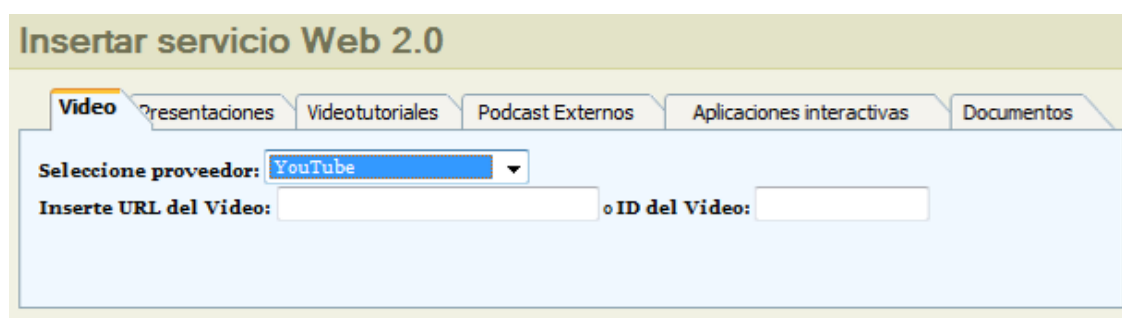 Insertar servicio Web 2.0
Video Presentaciones Videotutoriales Podcast Externos Aplicaciones interactivas Documentos
Seleccione proveedor: YouTube
Inserte URL del Video: o ID del Video: